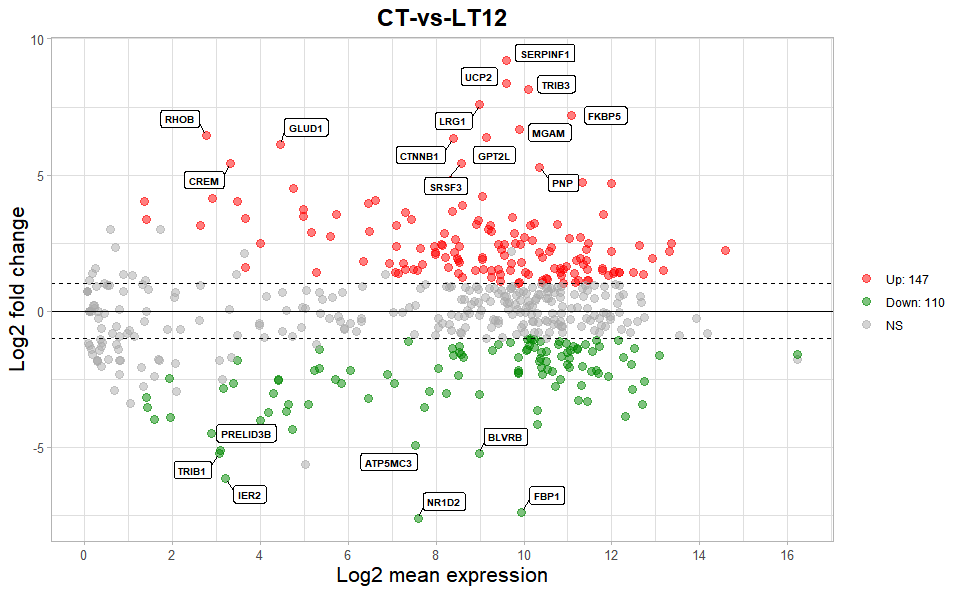 CT-vs-LT12
10
5
0
-5
Log2 fold change
SERPINF1
UCP2
TRIB3
LRG1
FKBP5
RHOB
GLUD1
MGAM
CTNNB1
GPT2L
CREM
SRSF3
PNP
PRELID3B
BLVRB
TRIB1
ATP5MC3
IER2
NR1D2
FBP1
0 2 4 6 8 10 12 14 16
Log2 mean expression
Up: 147
Down: 110
NS